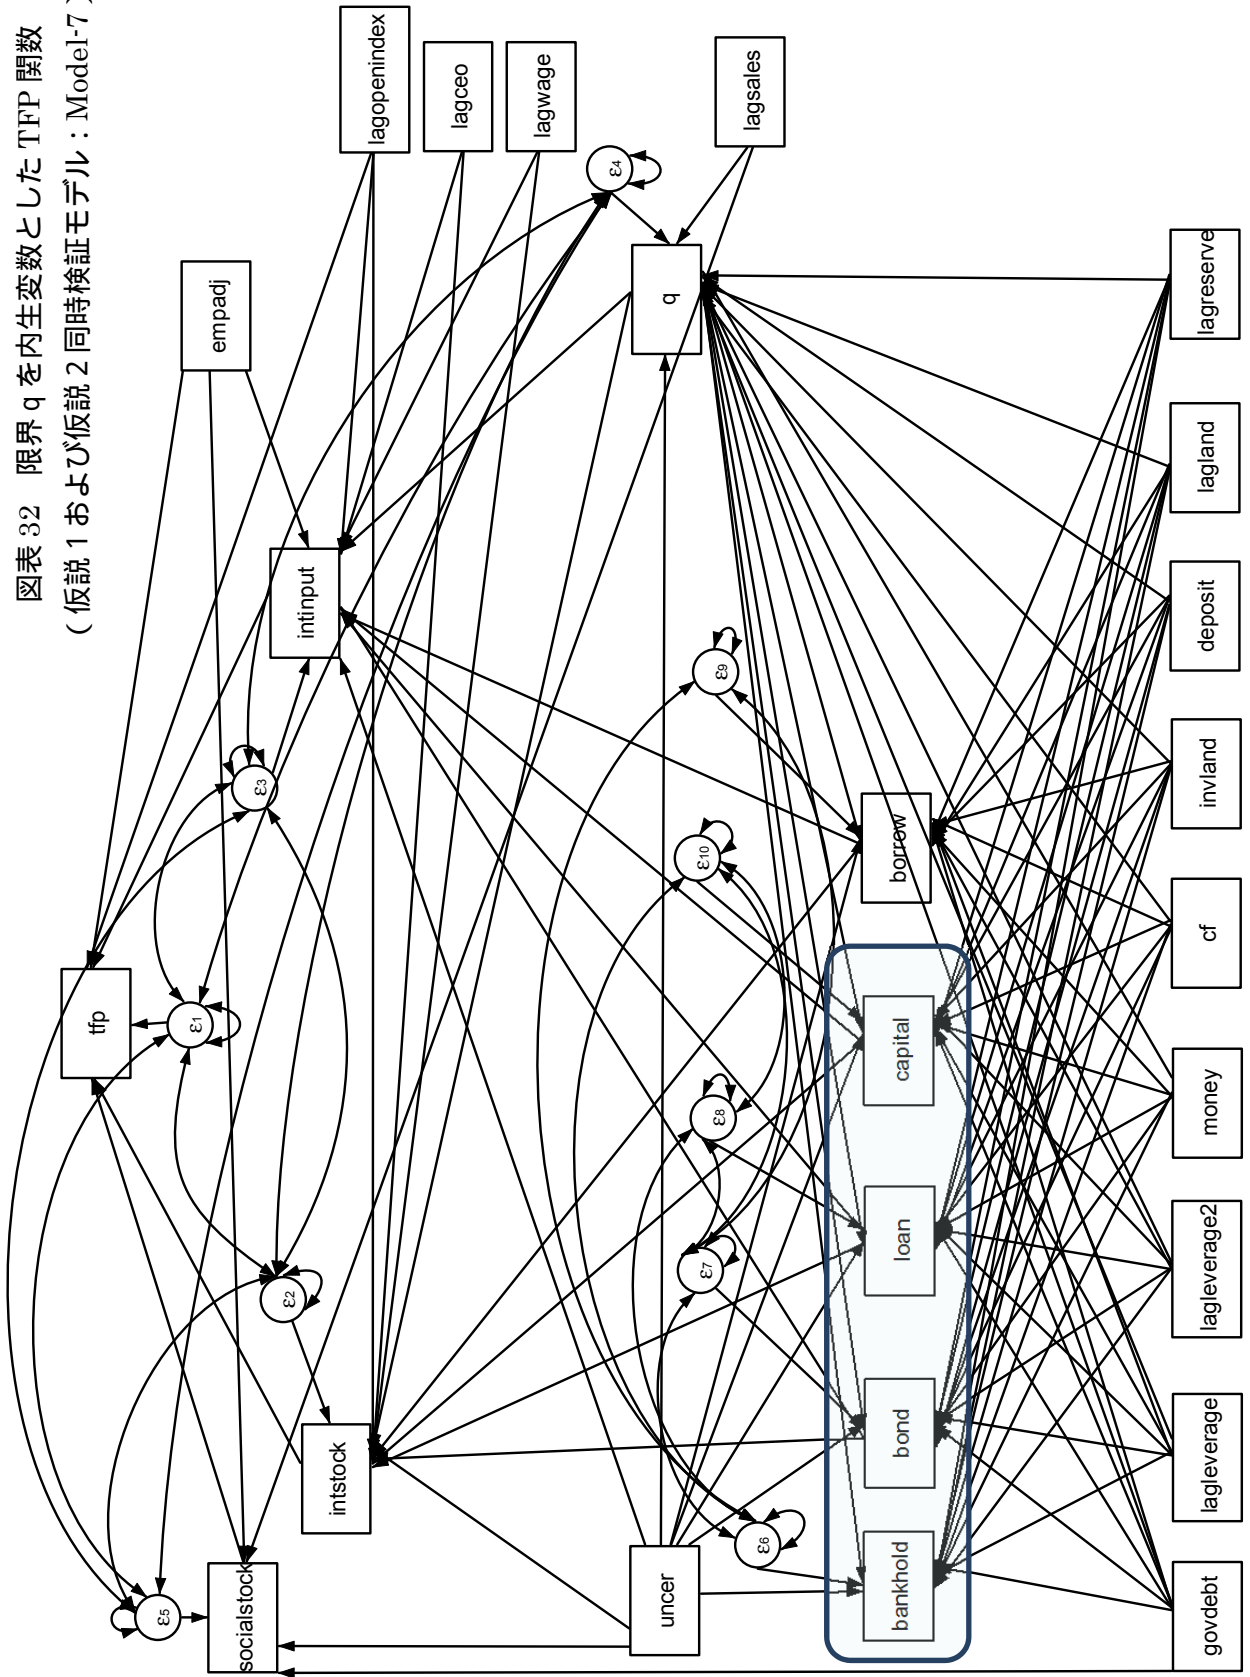 図表 32 限界 q を内生変数とした TFP 関数
(仮説 1 および仮説 2 同時検証モデル：Model-7)
socialstock
tfp
empadj
ε5
ε1
ε3
ε2
intstock
intinput
lagopenindex
lagceo
lagwage
ε4
lagsales
uncer
q
ε6
ε7
ε8
ε10
ε9
bankhold
bond
loan
capital
borrow
govdebt
lagleverage
lagleverage2
money
cf
invland
deposit
lagland
lagreserve